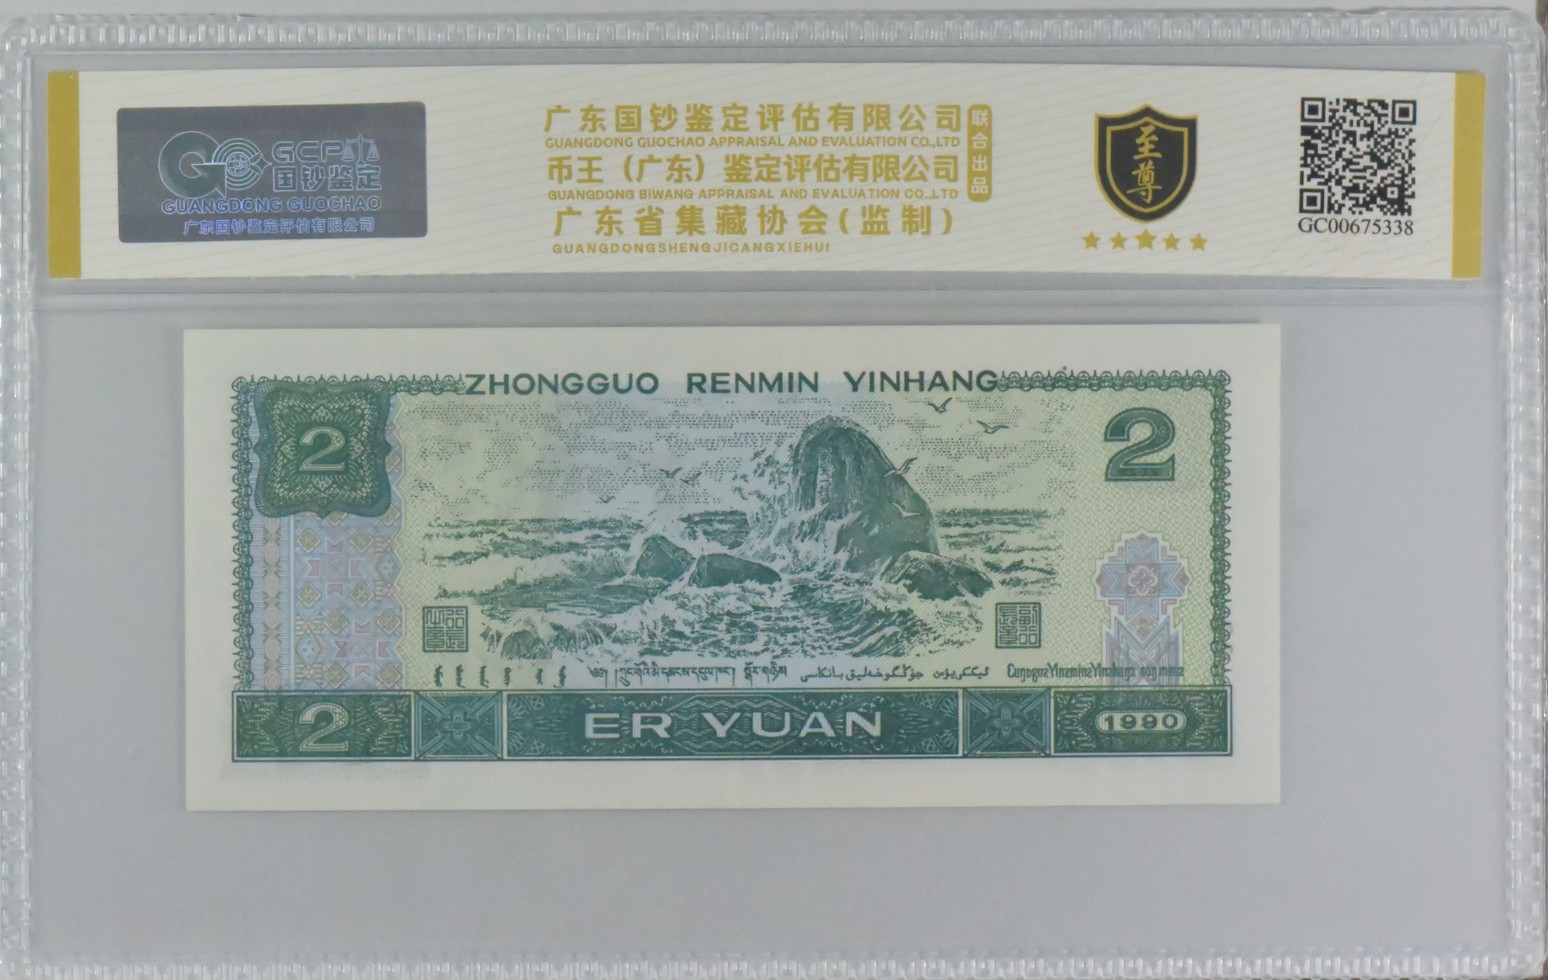 GCP
国钞鉴定
GUANGDONG GUOCHAO
广东国钞鉴定评估有限公司
广东国钞鉴定评估有限公司
GUANGDONG GUOCHAO APPRAISAL AND EVALUATION CO.,LTD
币王（广东）鉴定评估有限公司
GUANGDONG BIWANG APPRAISAL AND EVALUATION CO.,LTD
广东省集藏协会(监制)
GUANGDONGSHENGJICANGXIEHUI
联合出品
至尊
GC00675338
ZHONGGUO RENMIN YINHANG
2
2
2
ER YUAN
1990